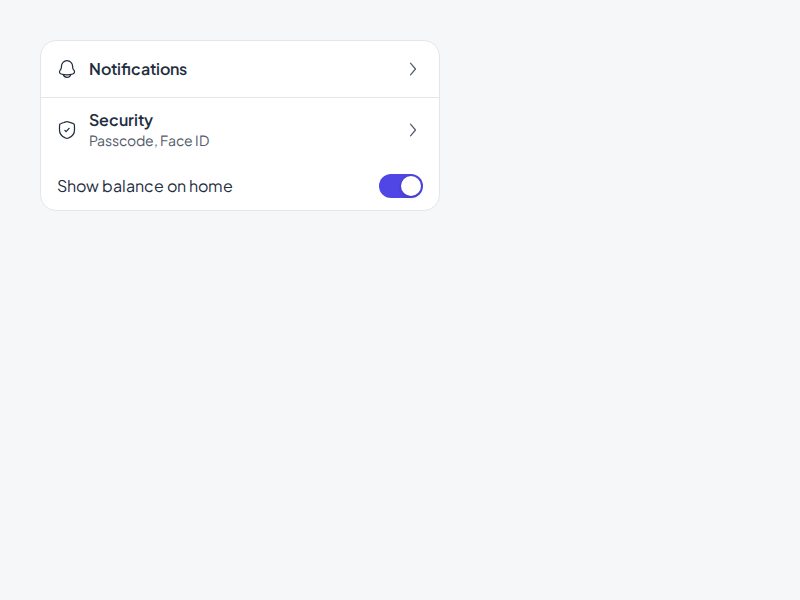 Notifications
Security
Passcode, Face ID
Show balance on home